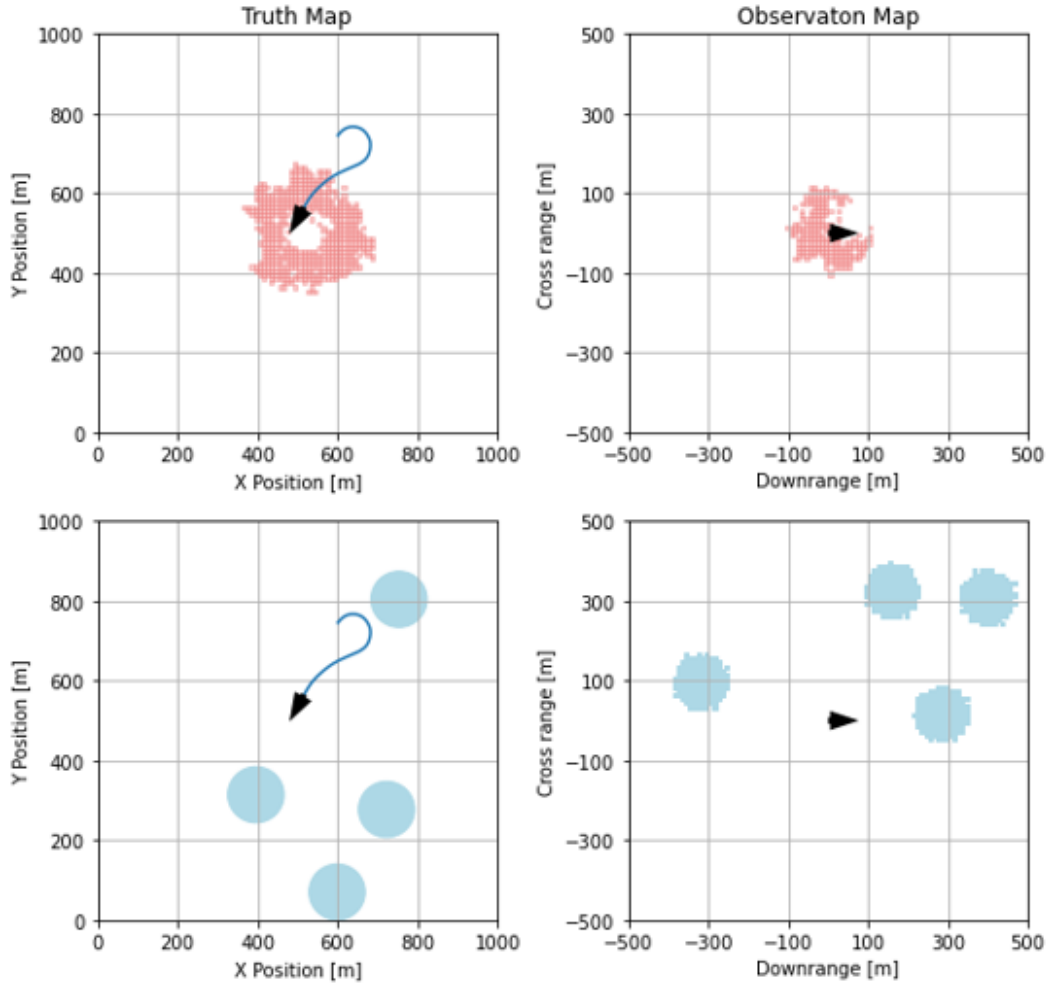 Truth Map
Observaton Map
1000
800
600
400
200
0
Y Position [m]
0 200 400 600 800 1000
X Position [m]
500
300
100
−100
−300
−500
Cross range [m]
−500 −300 −100 100 300 500
Downrange [m]
1000
800
600
400
200
0
Y Position [m]
0 200 400 600 800 1000
X Position [m]
500
300
100
−100
−300
−500
Cross range [m]
−500 −300 −100 100 300 500
Downrange [m]